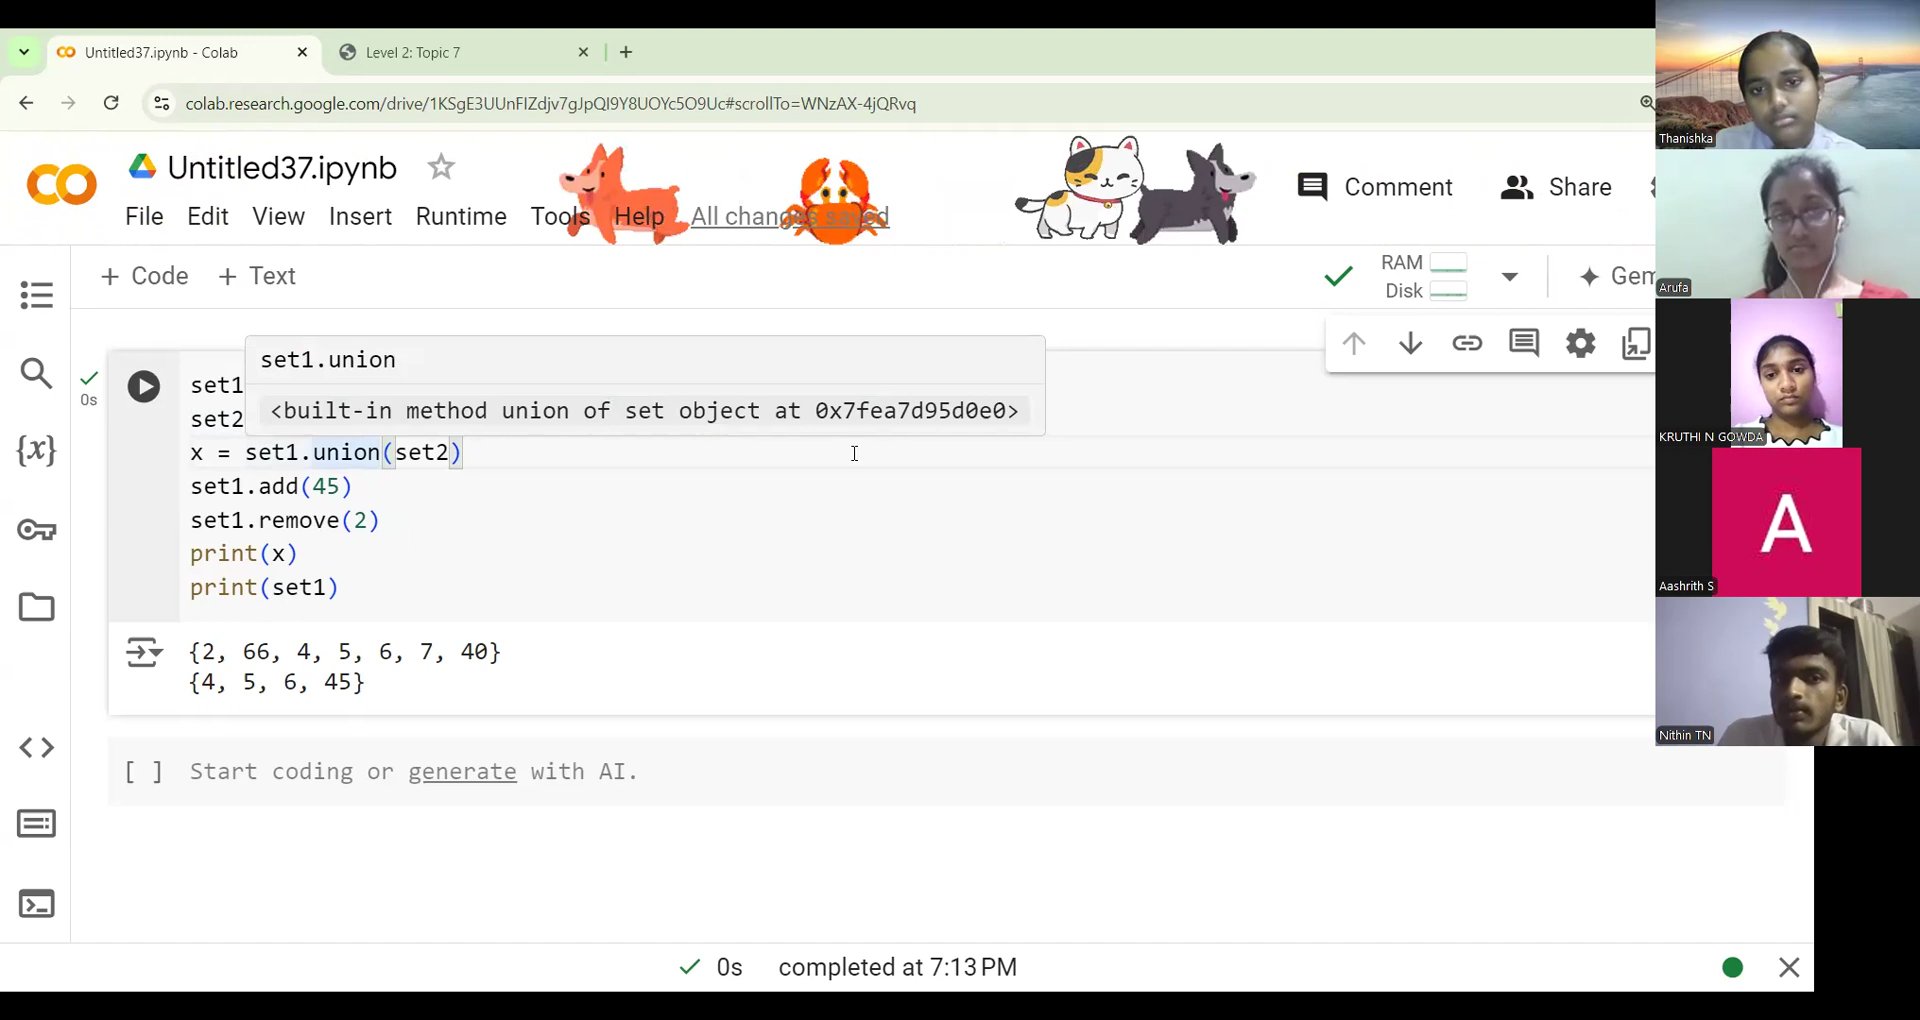 Untitled37.ipynb - Colab
Level 2: Topic 7
colab.research.google.com/drive/1KSgE3UUnFIZdjv7gJpQI9Y8UOYc5O9Uc#scrollTo=WNzAX-4jQRvq
Untitled37.ipynb
Comment
Share
File Edit View Insert Runtime Tools Help All changes saved
+ Code + Text
RAM
Disk
Gem
set1.union
<built-in method union of set object at 0x7fea7d95d0e0>
0s
set1
set2
x = set1.union(set2)
set1.add(45)
set1.remove(2)
print(x)
print(set1)
{2, 66, 4, 5, 6, 7, 40}
{4, 5, 6, 45}
[ ] Start coding or generate with AI.
0s completed at 7:13 PM
Thanishka
Arufa
KRUTHI N GOWDA
A
Aashrith S
Nithin TN